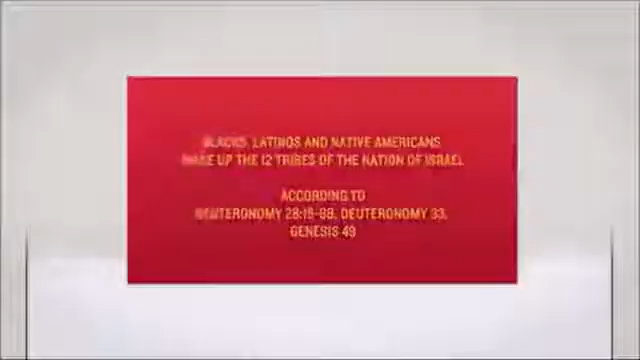 BLACKS, LATINOS AND NATIVE AMERICANS
MAKE UP THE 12 TRIBES OF THE NATION OF ISRAEL
ACCORDING TO
DEUTERONOMY 28:15-68, DEUTERONOMY 33,
GENESIS 49